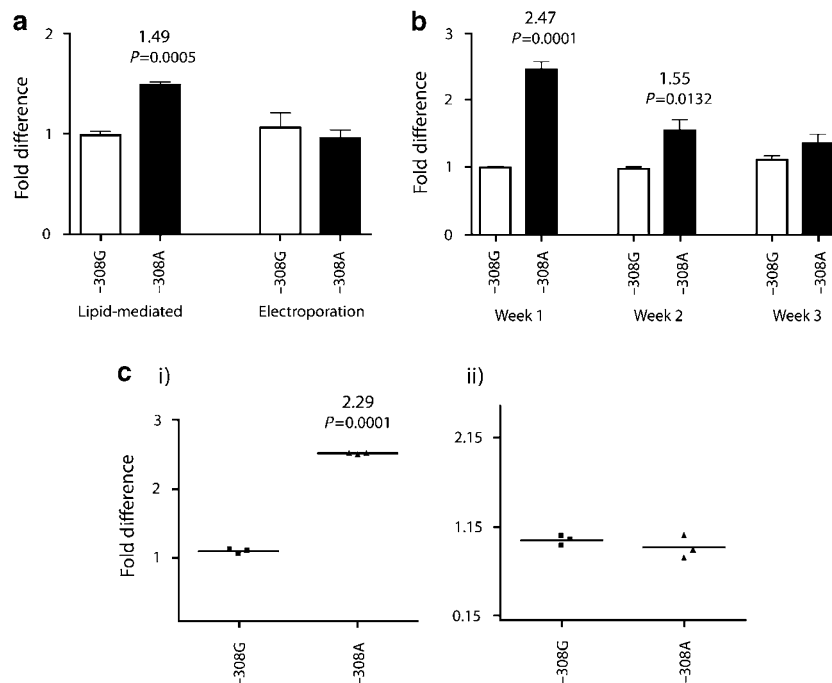 a
2
1
0
Fold difference
1.49
P=0.0005
-308G
-308A
-308G
-308A
Lipid-mediated
Electroporation
b
3
2
1
0
Fold difference
2.47
P=0.0001
1.55
P=0.0132
-308G
-308A
-308G
-308A
-308G
-308A
Week 1
Week 2
Week 3
c i)
3
2
1
Fold difference
2.29
P=0.0001
-308G
-308A
ii)
2.15
1.15
0.15
-308G
-308A